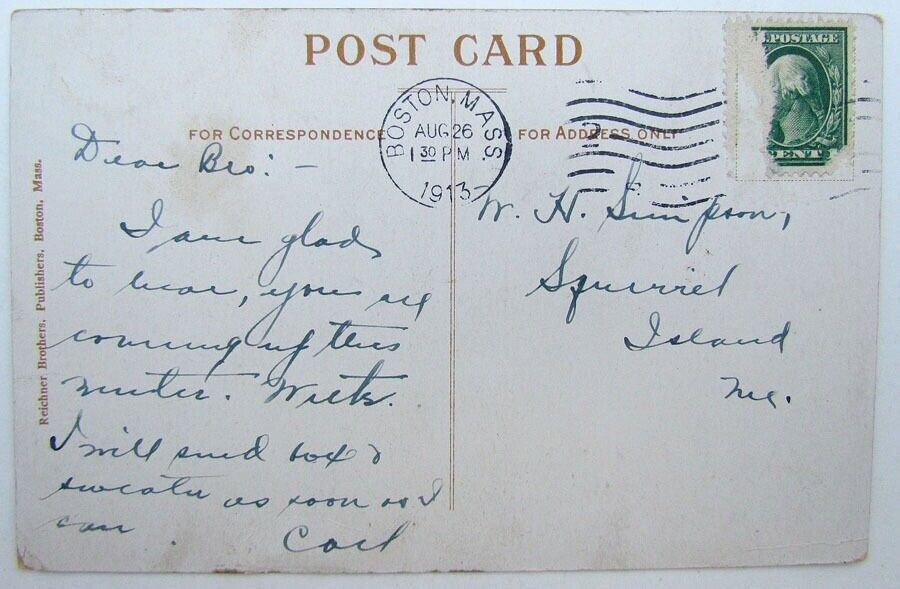 POST CARD
FOR CORRESPONDENCE
FOR ADDRESS ONLY
BOSTON, MASS.
AUG 26
1 30 PM
1913
.POSTAGE
CENT
Reichner Brothers, Publishers, Boston, Mass.
Dear Bro: —
I am glad
to hear, you are
coming up this
winter. Write.
I will send box &
sweater as soon as I
can.
W. H. Simpson,
Squirrel
Island
Me.